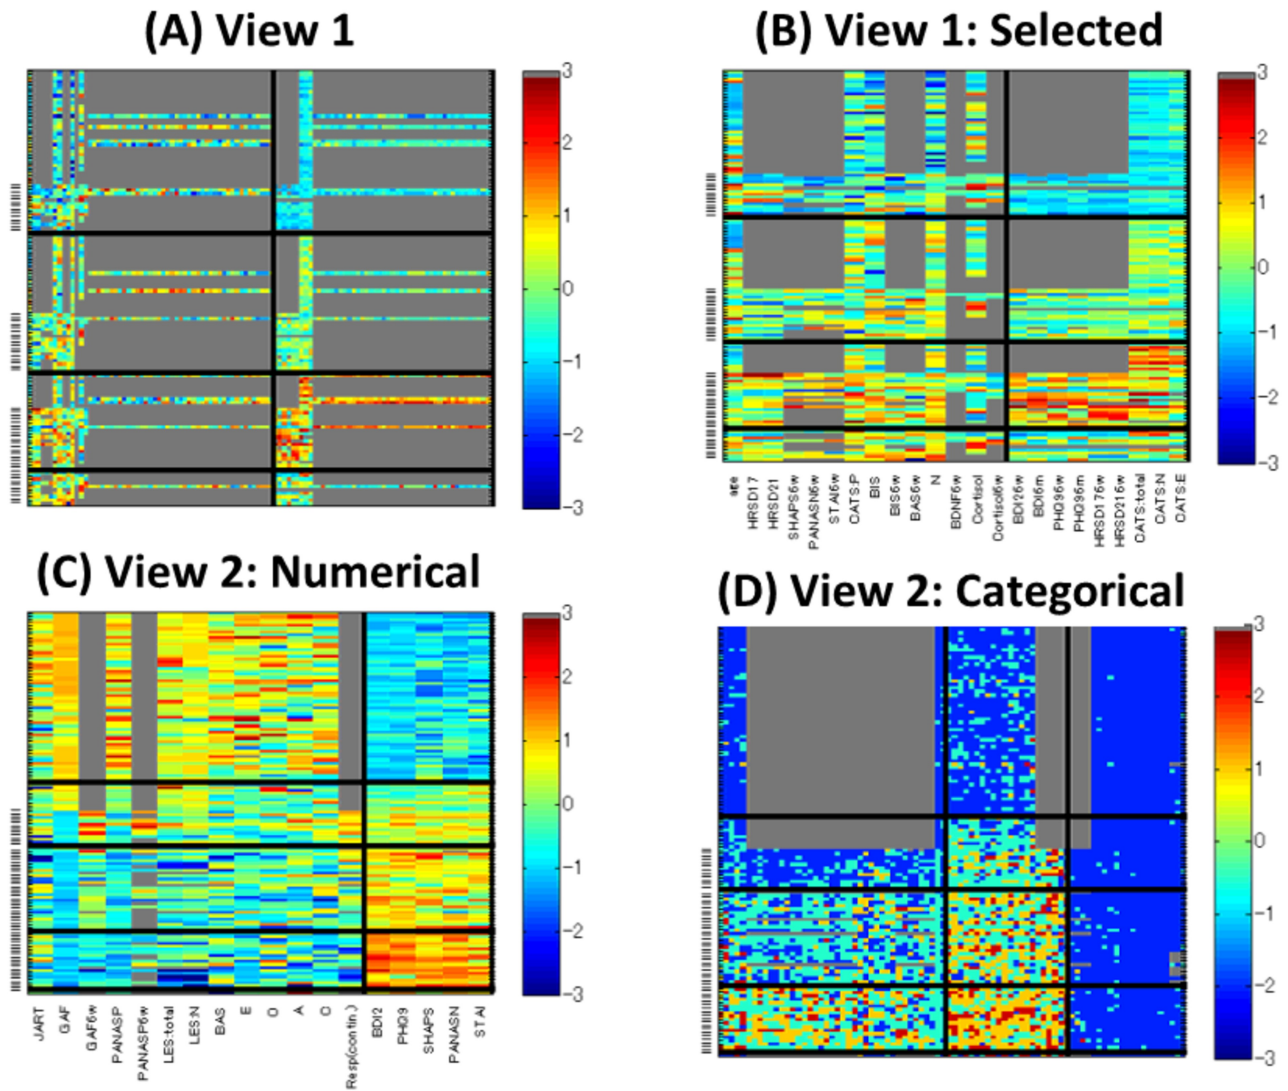 (A) View 1
(B) View 1: Selected
3
2
1
0
−1
−2
−3
3
2
1
0
−1
−2
−3
age
HRSD17
HRSD21
SHAPS6w
PANASN6w
STAI6w
CATS:P
BIS
BIS6w
BAS6w
N
BDNF6w
Cortisol
Cortisol6w
BDI26w
BDI6m
PHQ96w
PHQ96m
HRSD176w
HRSD216w
CATS:total
CATS:N
CATS:E
(C) View 2: Numerical
(D) View 2: Categorical
3
2
1
0
−1
−2
−3
JART
GAF
GAF6w
PANASP
PANASP6w
LES:total
LES:N
BAS
E
O
A
C
Resp(contin.)
BDI2
PHQ9
SHAPS
PANASN
STAI
3
2
1
0
−1
−2
−3